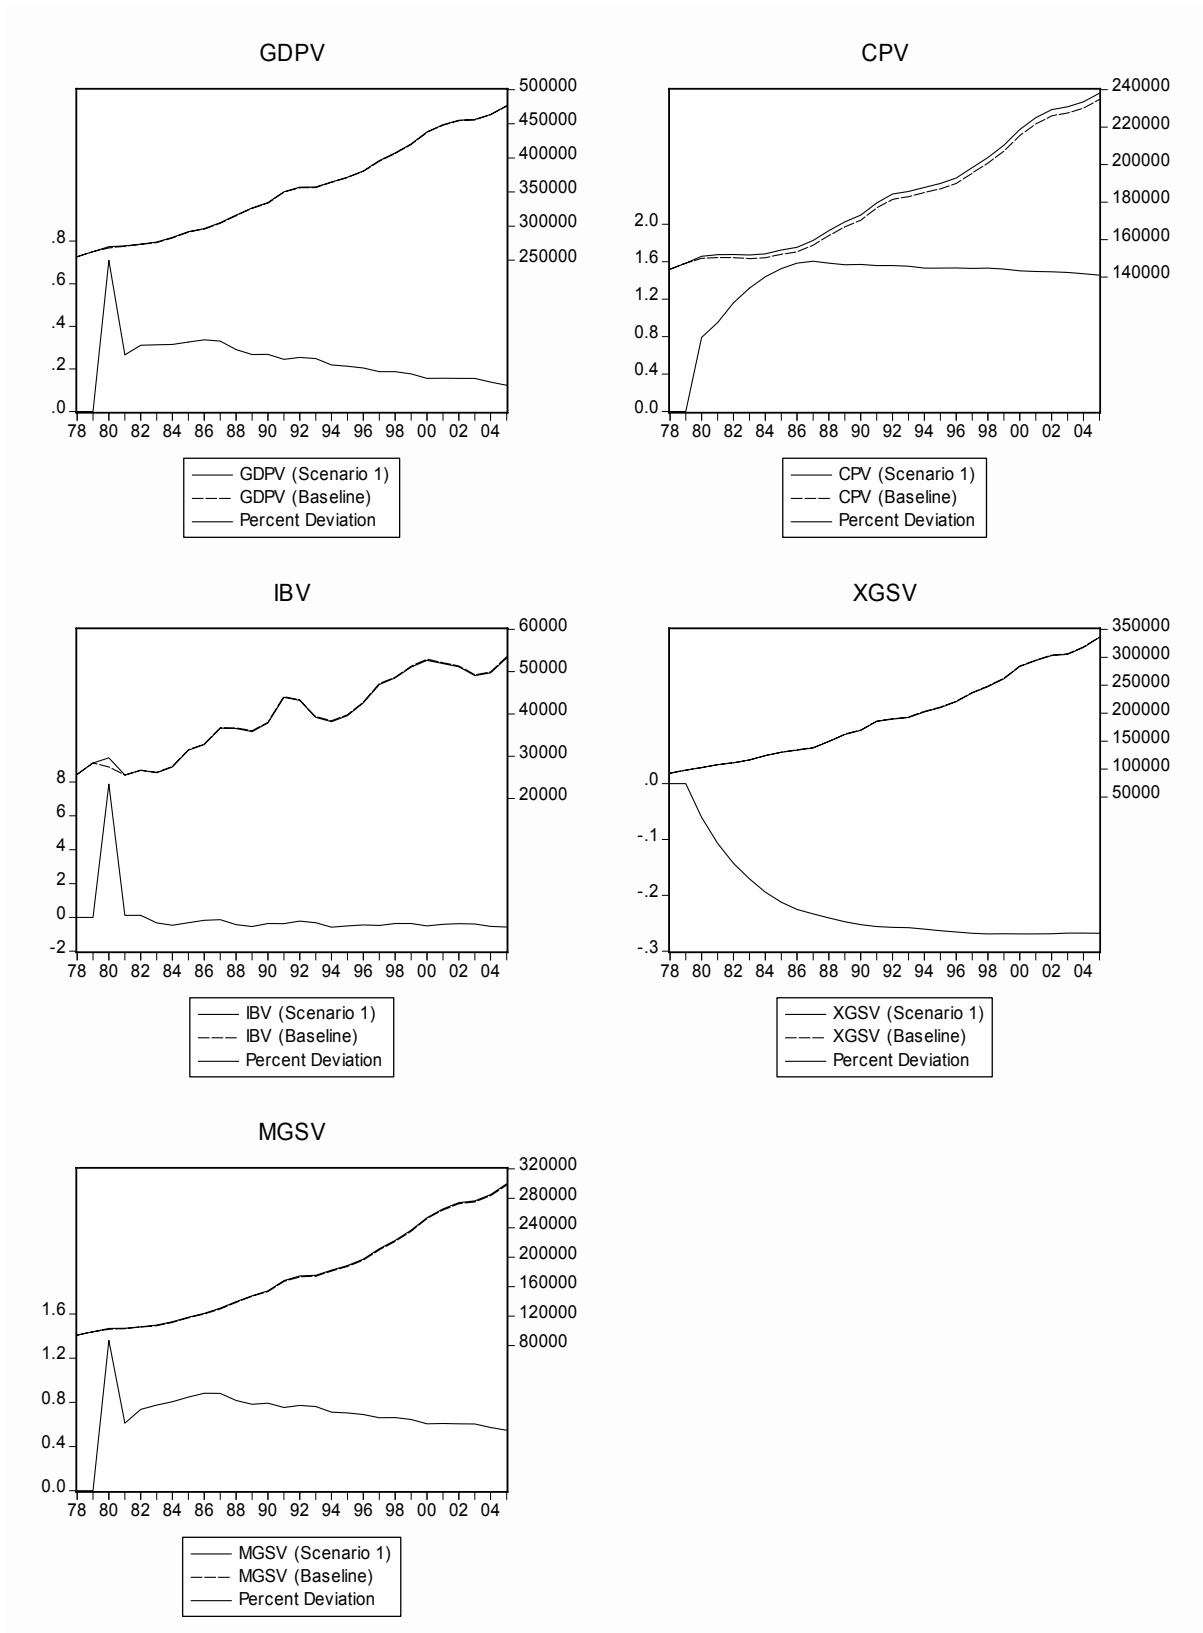 GDPV
500000
450000
400000
350000
300000
250000
.8
.6
.4
.2
.0
78 80 82 84 86 88 90 92 94 96 98 00 02 04
GDPV (Scenario 1)
GDPV (Baseline)
Percent Deviation
CPV
240000
220000
200000
180000
160000
140000
2.0
1.6
1.2
0.8
0.4
0.0
78 80 82 84 86 88 90 92 94 96 98 00 02 04
CPV (Scenario 1)
CPV (Baseline)
Percent Deviation
IBV
60000
50000
40000
30000
20000
8
6
4
2
0
-2
78 80 82 84 86 88 90 92 94 96 98 00 02 04
IBV (Scenario 1)
IBV (Baseline)
Percent Deviation
XGSV
350000
300000
250000
200000
150000
100000
50000
.0
-.1
-.2
-.3
78 80 82 84 86 88 90 92 94 96 98 00 02 04
XGSV (Scenario 1)
XGSV (Baseline)
Percent Deviation
MGSV
320000
280000
240000
200000
160000
120000
80000
1.6
1.2
0.8
0.4
0.0
78 80 82 84 86 88 90 92 94 96 98 00 02 04
MGSV (Scenario 1)
MGSV (Baseline)
Percent Deviation